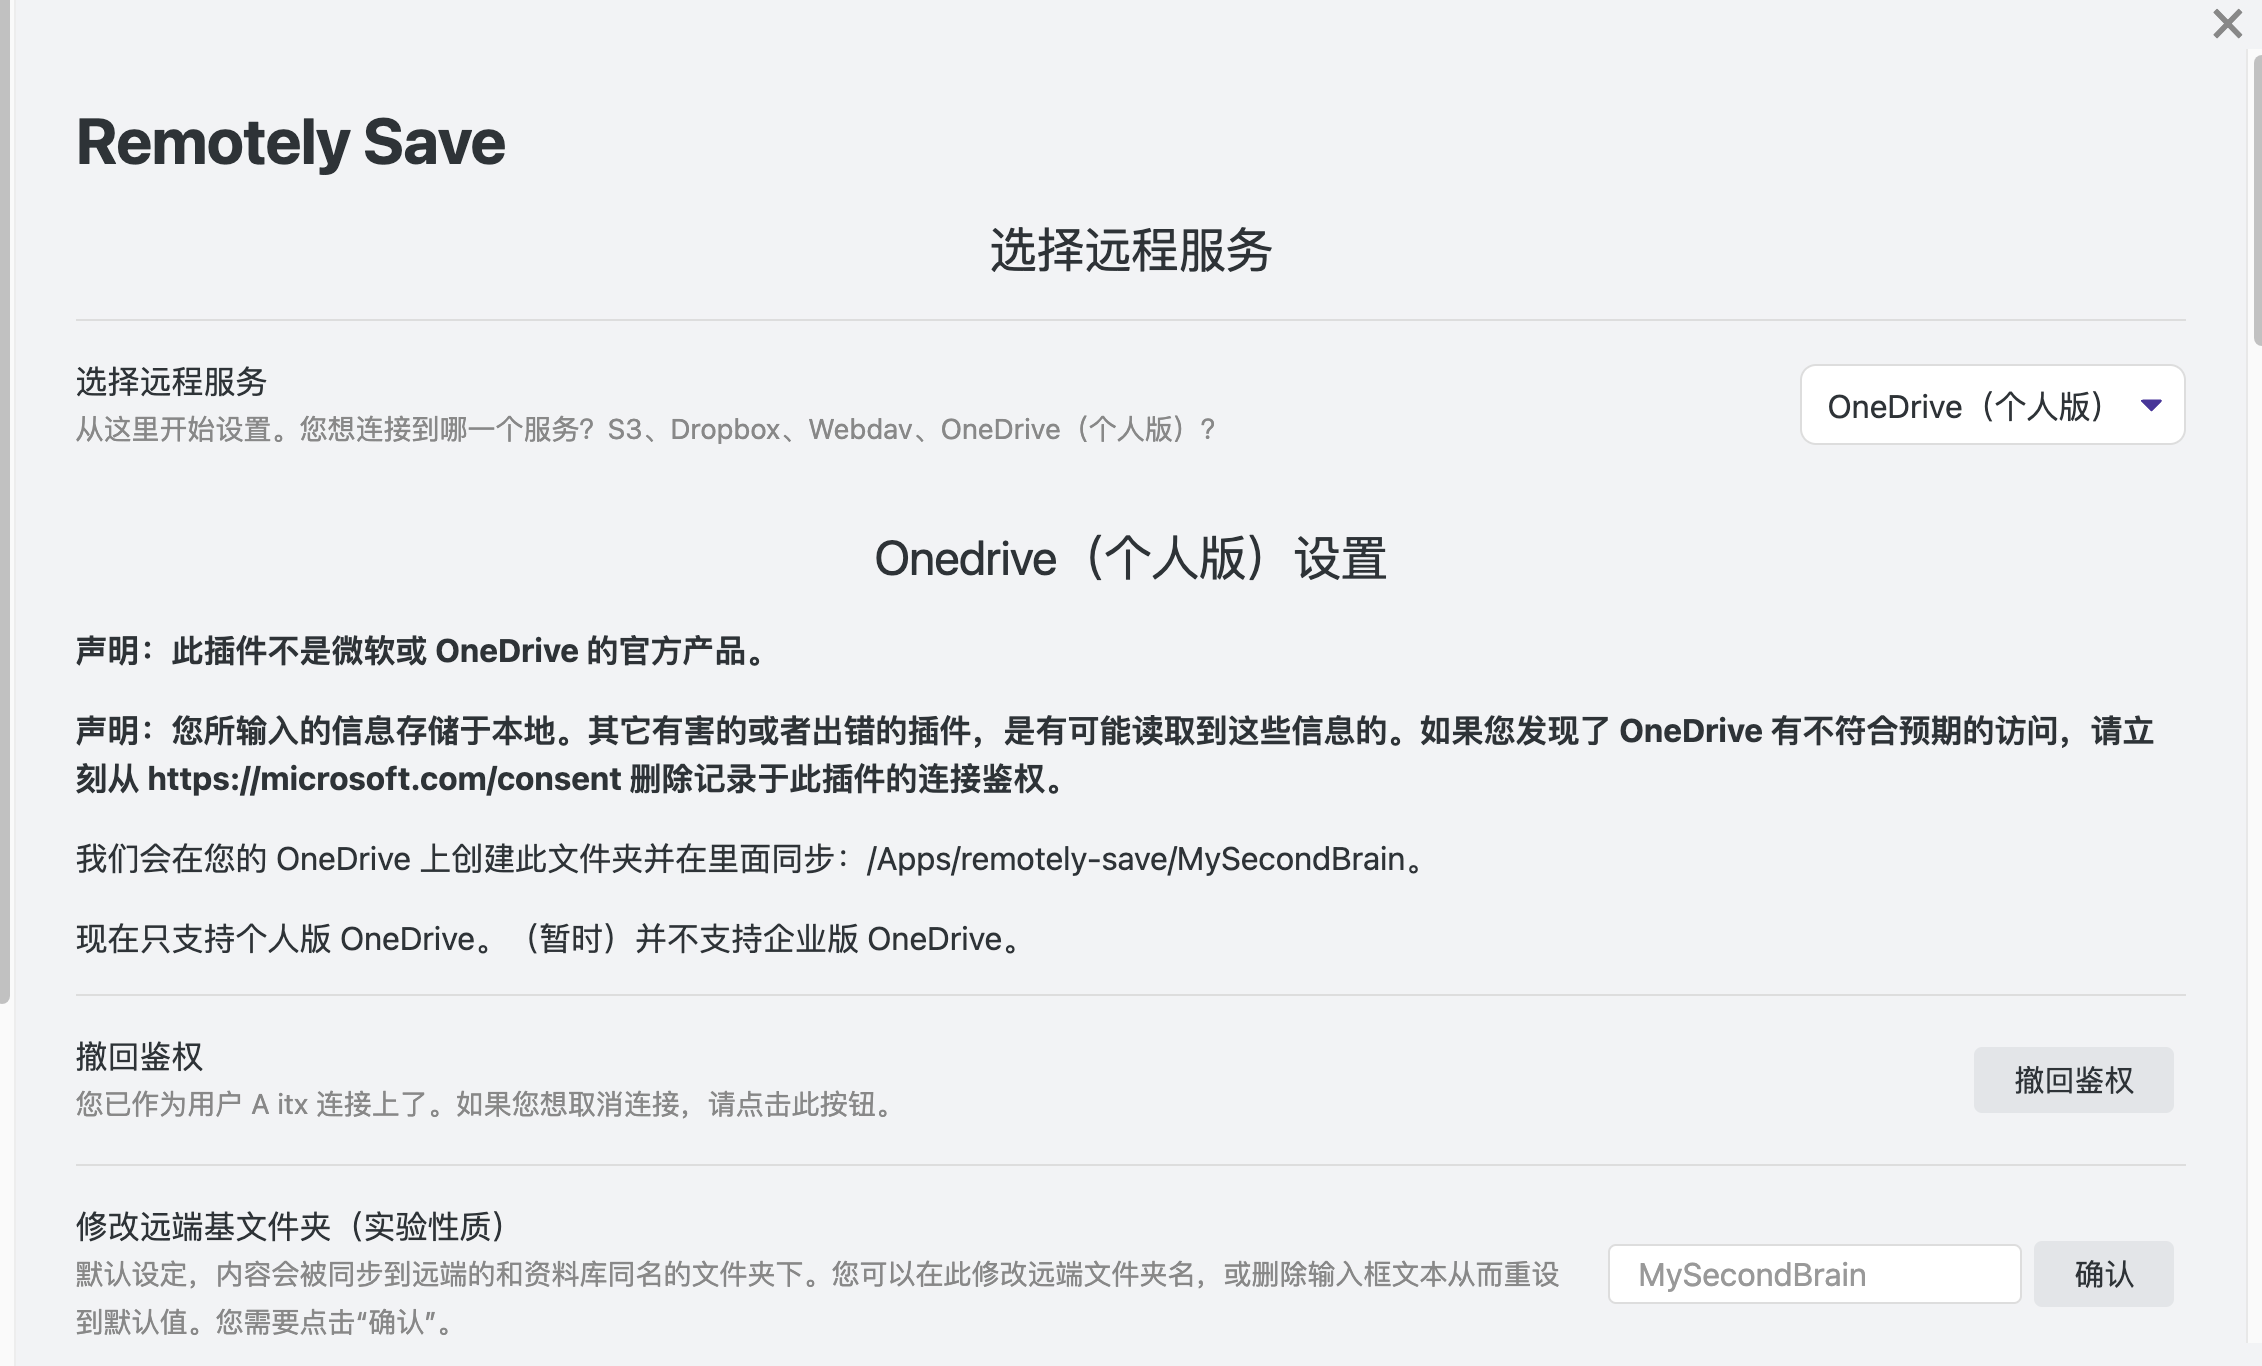 Remotely Save
选择远程服务
选择远程服务
从这里开始设置。您想连接到哪一个服务？S3、Dropbox、Webdav、OneDrive（个人版）？
OneDrive（个人版）
Onedrive（个人版）设置
声明：此插件不是微软或 OneDrive 的官方产品。
声明：您所输入的信息存储于本地。其它有害的或者出错的插件，是有可能读取到这些信息的。如果您发现了 OneDrive 有不符合预期的访问，请立
刻从 https://microsoft.com/consent 删除记录于此插件的连接鉴权。
我们会在您的 OneDrive 上创建此文件夹并在里面同步：/Apps/remotely-save/MySecondBrain。
现在只支持个人版 OneDrive。（暂时）并不支持企业版 OneDrive。
撤回鉴权
您已作为用户 A itx 连接上了。如果您想取消连接，请点击此按钮。
撤回鉴权
修改远端基文件夹（实验性质）
默认设定，内容会被同步到远端的和资料库同名的文件夹下。您可以在此修改远端文件夹名，或删除输入框文本从而重设
到默认值。您需要点击“确认”。
MySecondBrain
确认